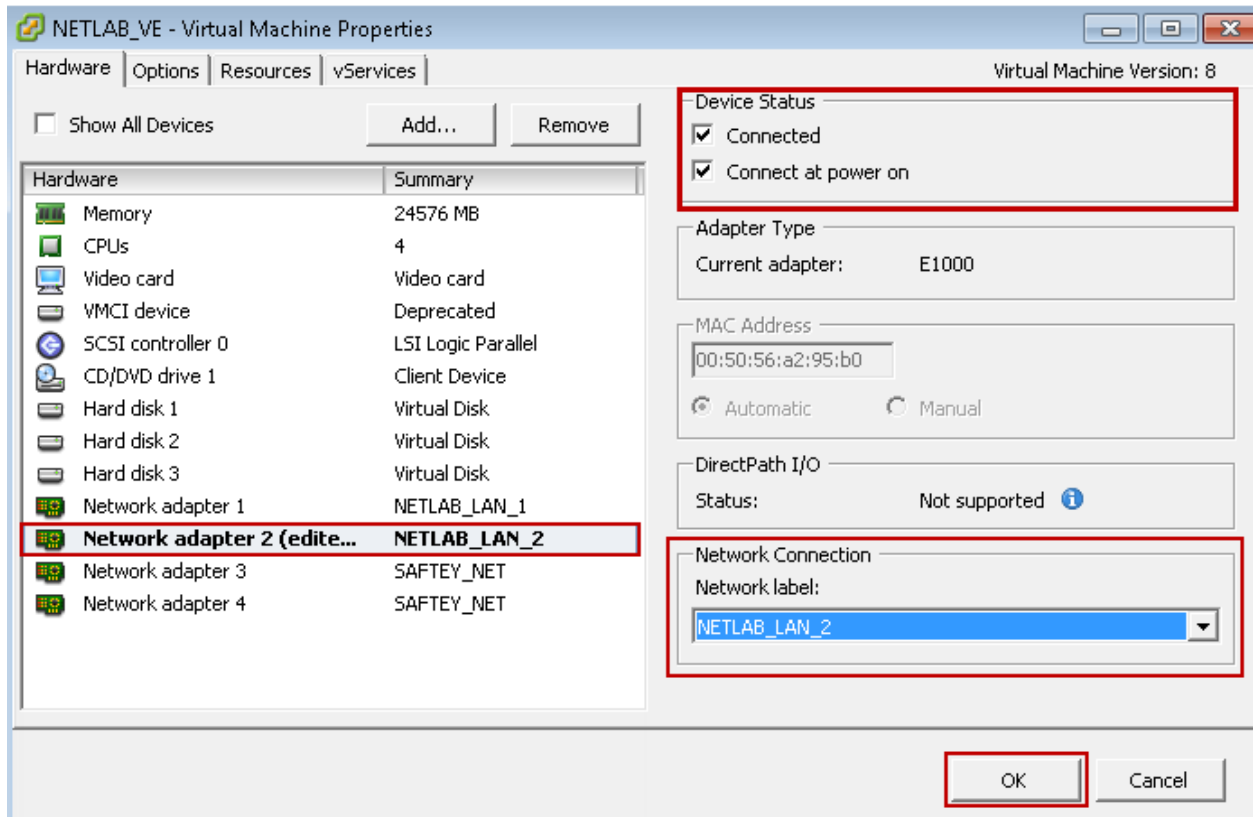 NETLAB_VE - Virtual Machine Properties
Hardware Options Resources vServices Virtual Machine Version: 8
Show All Devices Add... Remove
Hardware Summary
Memory 24576 MB
CPUs 4
Video card Video card
VMCI device Deprecated
SCSI controller 0 LSI Logic Parallel
CD/DVD drive 1 Client Device
Hard disk 1 Virtual Disk
Hard disk 2 Virtual Disk
Hard disk 3 Virtual Disk
Network adapter 1 NETLAB_LAN_1
Network adapter 2 (edite... NETLAB_LAN_2
Network adapter 3 SAFTEY_NET
Network adapter 4 SAFTEY_NET
Device Status
Connected
Connect at power on
Adapter Type
Current adapter: E1000
MAC Address
00:50:56:a2:95:b0
Automatic Manual
DirectPath I/O
Status: Not supported
Network Connection
Network label:
NETLAB_LAN_2
OK Cancel